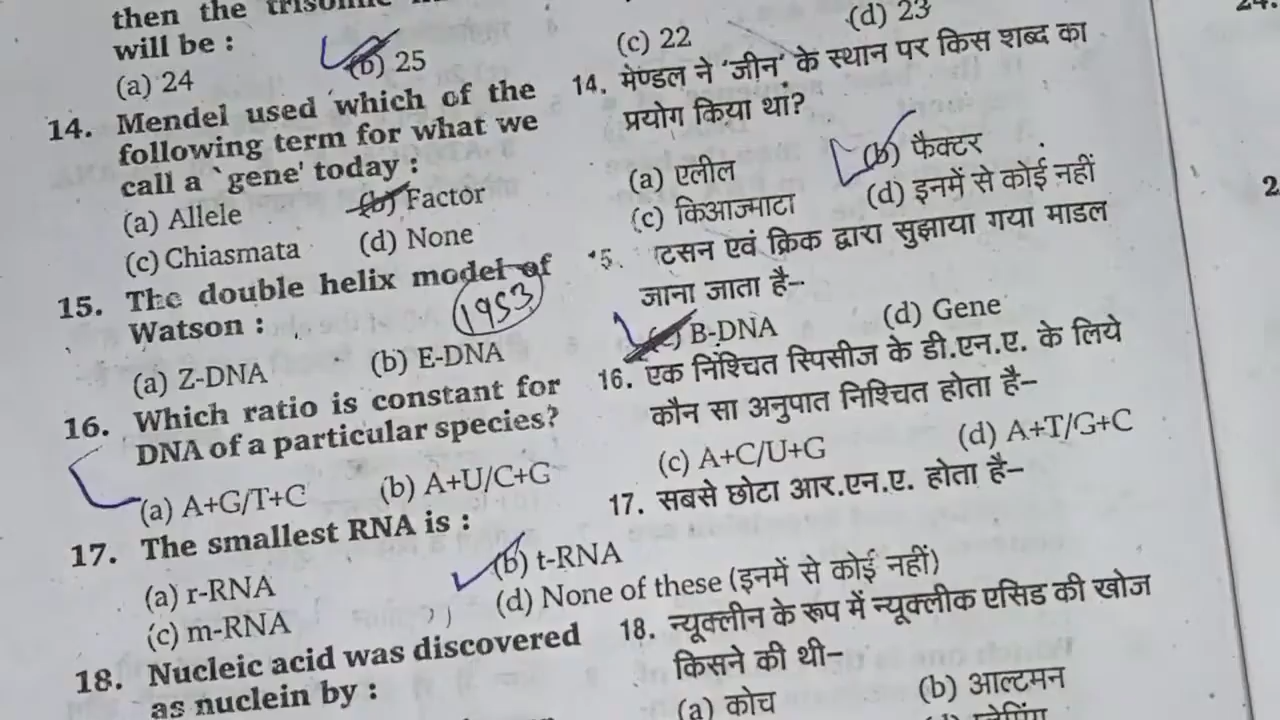 then the
will be :
(a) 24
(b) 25
14. Mendel used which of the
following term for what we
call a `gene' today :
(a) Allele
(b) Factor
(c) Chiasmata
(d) None
15. The double helix model of
Watson :
1953
(a) Z-DNA
(b) E-DNA
16. Which ratio is constant for
DNA of a particular species?
(a) A+G/T+C
(b) A+U/C+G
17. The smallest RNA is :
(a) r-RNA
(b) t-RNA
(c) m-RNA
(d) None of these (इनमें से कोई नहीं)
18. Nucleic acid was discovered
as nuclein by :
(c) 22
(d) 23
14. मेण्डल ने 'जीन' के स्थान पर किस शब्द का
प्रयोग किया था?
(a) एलील
(b) फैक्टर
(c) किआज्माटा
(d) इनमें से कोई नहीं
5. टसन एवं क्रिक द्वारा सुझाया गया माडल
जाना जाता है–
B-DNA
(d) Gene
16. एक निश्चित स्पिसीज के डी.एन.ए. के लिये
कौन सा अनुपात निश्चित होता है–
(c) A+C/U+G
(d) A+T/G+C
17. सबसे छोटा आर.एन.ए. होता है–
18. न्यूक्लीन के रूप में न्यूक्लीक एसिड की खोज
किसने की थी–
(a) कोच
(b) आल्टमन
24.
2